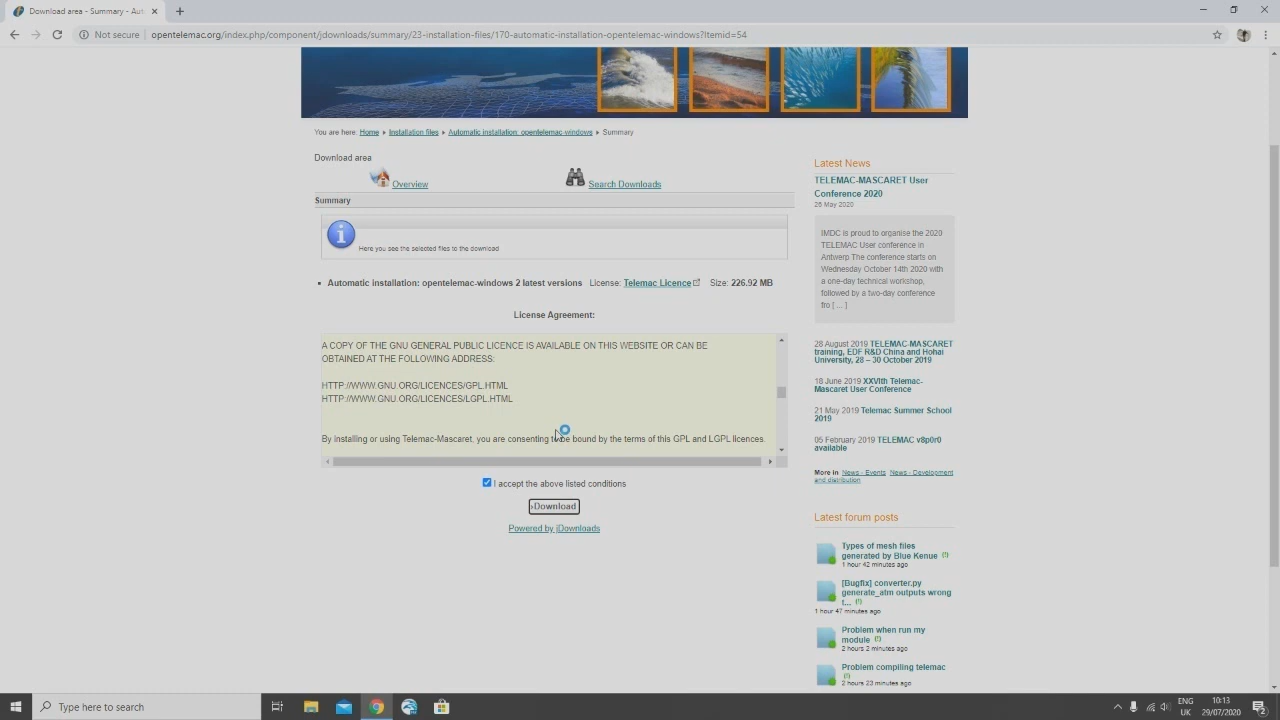 Download area - Summary - Aut
Not secure
opentelemac.org/index.php/component/jdownloads/summary/23-installation-files/170-automatic-installation-opentelemac-windows?Itemid=54
You are here: Home Installation files Automatic installation: opentelemac-windows Summary
Download area
Overview
Search Downloads
Summary
Here you see the selected files to the download
Automatic installation: opentelemac-windows 2 latest versions License: Telemac Licence Size: 226.92 MB
License Agreement:
A COPY OF THE GNU GENERAL PUBLIC LICENCE IS AVAILABLE ON THIS WEBSITE OR CAN BE
OBTAINED AT THE FOLLOWING ADDRESS:
HTTP://WWW.GNU.ORG/LICENCES/GPL.HTML
HTTP://WWW.GNU.ORG/LICENCES/LGPL.HTML
By installing or using Telemac-Mascaret, you are consenting to be bound by the terms of this GPL and LGPL licences.
I accept the above listed conditions
›Download
Powered by jDownloads
Latest News
TELEMAC-MASCARET User
Conference 2020
26 May 2020
IMDC is proud to organise the 2020
TELEMAC User conference in
Antwerp The conference starts on
Wednesday October 14th 2020 with
a one-day technical workshop,
followed by a two-day conference
fro [ ... ]
28 August 2019 TELEMAC-MASCARET
training, EDF R&D China and Hohai
University, 28 – 30 October 2019
18 June 2019 XXVIth Telemac-
Mascaret User Conference
21 May 2019 Telemac Summer School
2019
05 February 2019 TELEMAC v8p0r0
available
More in News - Events News - Development
and distribution
Latest forum posts
Types of mesh files
generated by Blue Kenue (!)
1 hour 42 minutes ago
[Bugfix] converter.py
generate_atm outputs wrong
t... (!)
1 hour 47 minutes ago
Problem when run my
module (!)
2 hours 2 minutes ago
Problem compiling telemac
(!)
2 hours 23 minutes ago
Type here to search
ENG
UK
10:13
29/07/2020
2